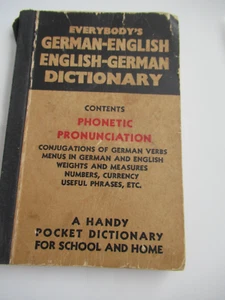 EVERYBODY'S
GERMAN-ENGLISH
ENGLISH-GERMAN
DICTIONARY
CONTENTS
PHONETIC
PRONUNCIATION
CONJUGATIONS OF GERMAN VERBS
MENUS IN GERMAN AND ENGLISH
WEIGHTS AND MEASURES
NUMBERS, CURRENCY
USEFUL PHRASES, ETC.
A HANDY
POCKET DICTIONARY
FOR SCHOOL AND HOME